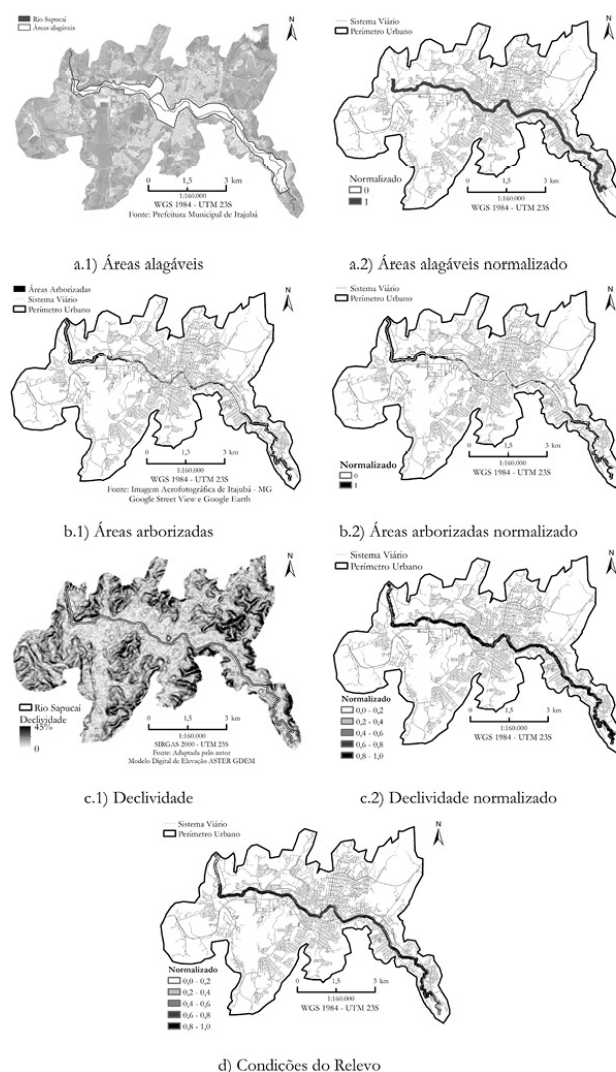 Rio Sapucaí
Áreas alagáveis
N
0 1,5 3 km
1:160.000
WGS 1984 - UTM 23S
Fonte: Prefeitura Municipal de Itajubá
a.1) Áreas alagáveis
Sistema Viário
Perímetro Urbano
N
Normalizado
0
1
0 1,5 3 km
1:160.000
WGS 1984 - UTM 23S
a.2) Áreas alagáveis normalizado
Áreas Arborizadas
Sistema Viário
Perímetro Urbano
N
0 1,5 3 km
1:160.000
WGS 1984 - UTM 23S
Fonte: Imagem Aerofotográfica de Itajubá - MG
Google Street View e Google Earth
b.1) Áreas arborizadas
Sistema Viário
Perímetro Urbano
N
0 1,5 3 km
1:160.000
WGS 1984 - UTM 23S
Normalizado
0
1
b.2) Áreas arborizadas normalizado
N
Rio Sapucaí
Declividade
45%
0
0 1,5 3 km
1:160.000
SIRGAS 2000 - UTM 23S
Fonte: Adaptada pelo autor
Modelo Digital de Elevação ASTER GDEM
c.1) Declividade
Sistema Viário
Perímetro Urbano
N
Normalizado
0,0 - 0,2
0,2 - 0,4
0,4 - 0,6
0,6 - 0,8
0,8 - 1,0
0 1,5 3 km
1:160.000
WGS 1984 - UTM 23S
c.2) Declividade normalizado
Sistema Viário
Perímetro Urbano
N
Normalizado
0,0 - 0,2
0,2 - 0,4
0,4 - 0,6
0,6 - 0,8
0,8 - 1,0
0 1,5 3 km
1:160.000
WGS 1984 - UTM 23S
d) Condições do Relevo